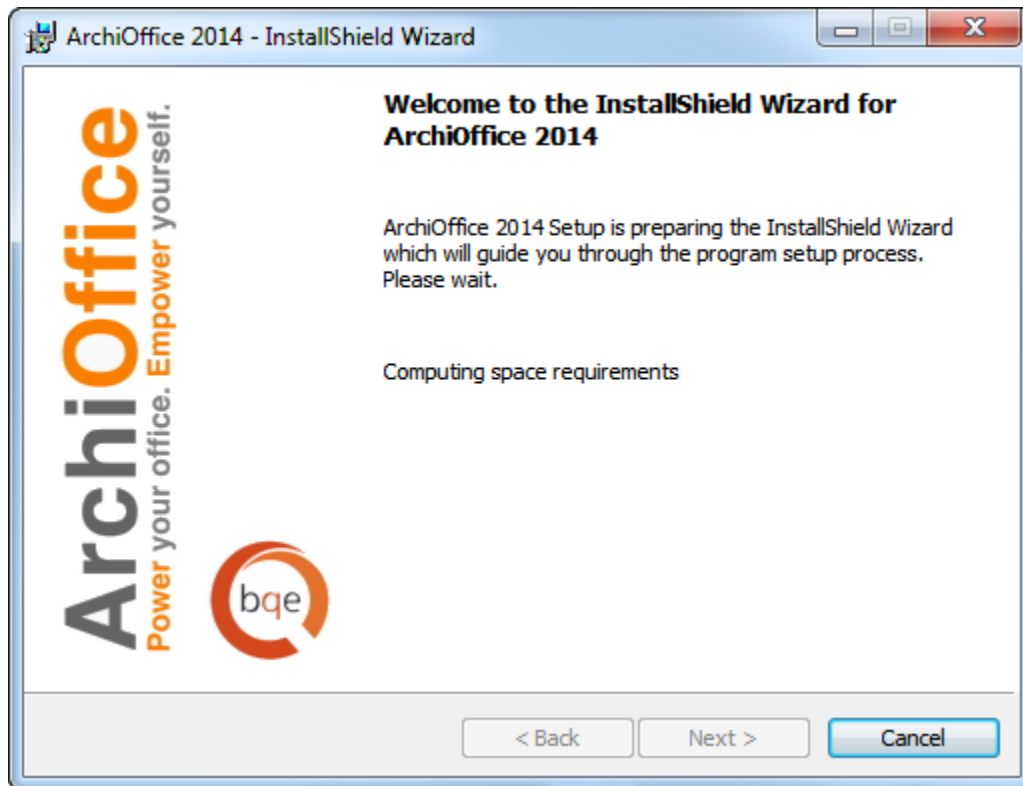 ArchiOffice 2014 - InstallShield Wizard
ArchiOffice
Power your office. Empower yourself.
bqe
Welcome to the InstallShield Wizard for
ArchiOffice 2014
ArchiOffice 2014 Setup is preparing the InstallShield Wizard
which will guide you through the program setup process.
Please wait.
Computing space requirements
< Back
Next >
Cancel